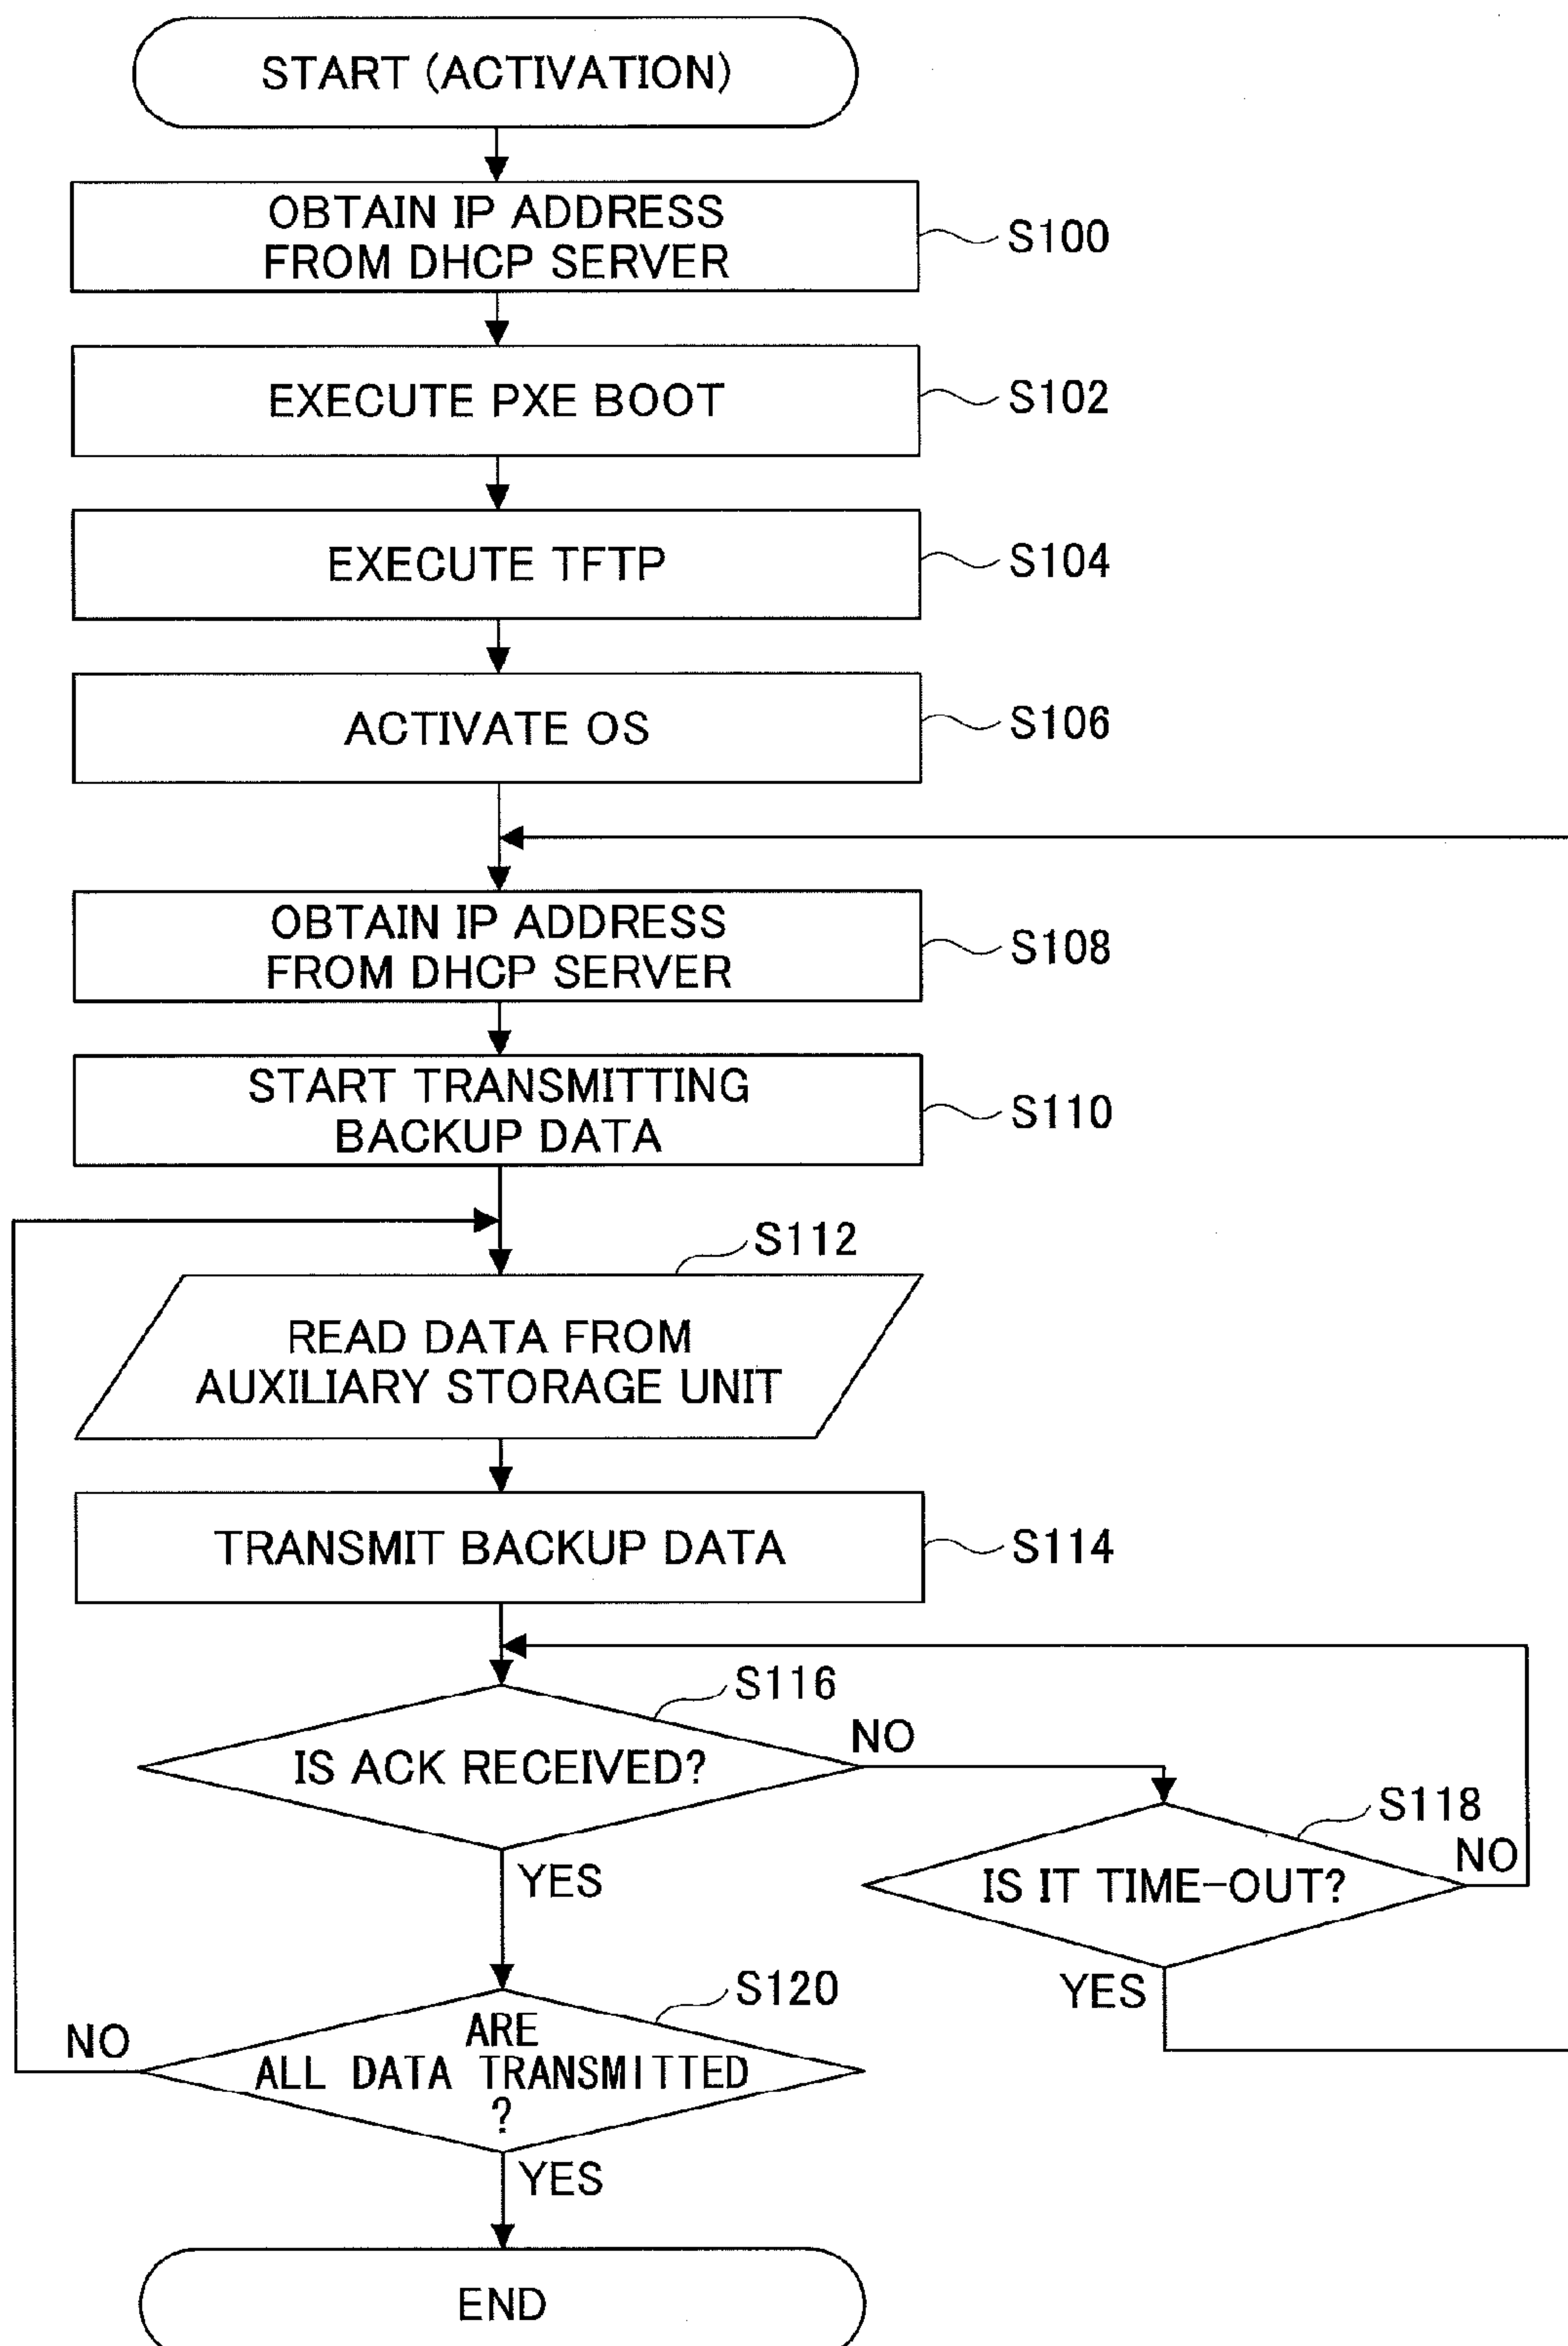 START (ACTIVATION)
OBTAIN IP ADDRESS
FROM DHCP SERVER
S100
EXECUTE PXE BOOT
S102
EXECUTE TFTP
S104
ACTIVATE OS
S106
OBTAIN IP ADDRESS
FROM DHCP SERVER
S108
START TRANSMITTING
BACKUP DATA
S110
S112
READ DATA FROM
AUXILIARY STORAGE UNIT
TRANSMIT BACKUP DATA
S114
S116
IS ACK RECEIVED?
NO
YES
S118
IS IT TIME-OUT?
NO
YES
S120
ARE
ALL DATA TRANSMITTED
?
NO
YES
END